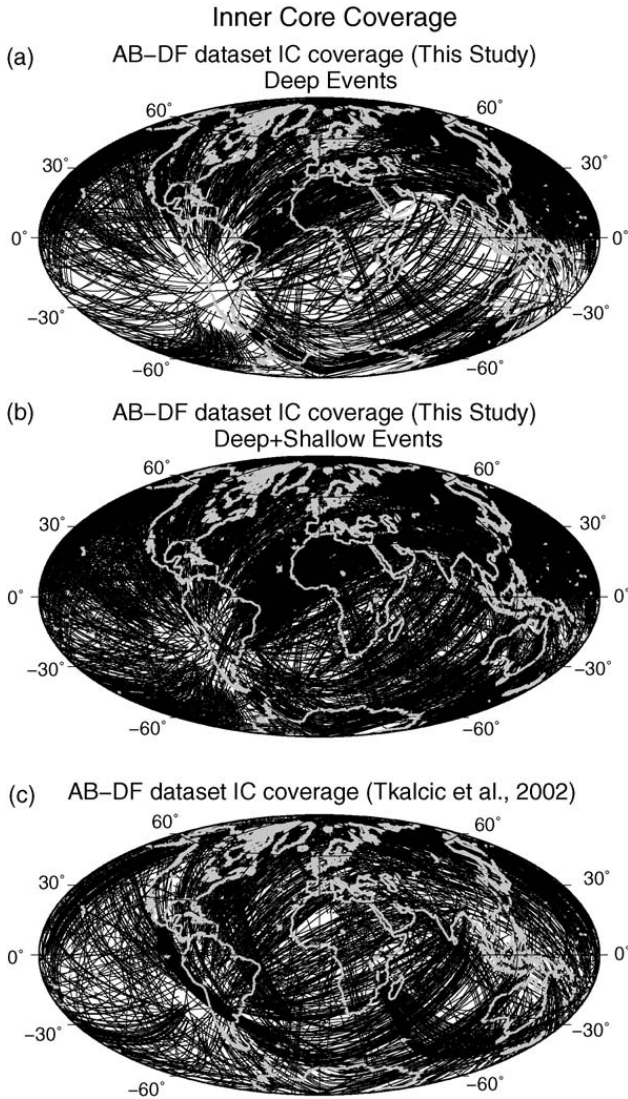 Inner Core Coverage
(a) AB-DF dataset IC coverage (This Study)
Deep Events
60° 60°
30° 30°
0° 0°
-30° -30°
-60° -60°
(b) AB-DF dataset IC coverage (This Study)
Deep+Shallow Events
60° 60°
30° 30°
0° 0°
-30° -30°
-60° -60°
(c) AB-DF dataset IC coverage (Tkalcic et al., 2002)
60° 60°
30° 30°
0° 0°
-30° -30°
-60° -60°